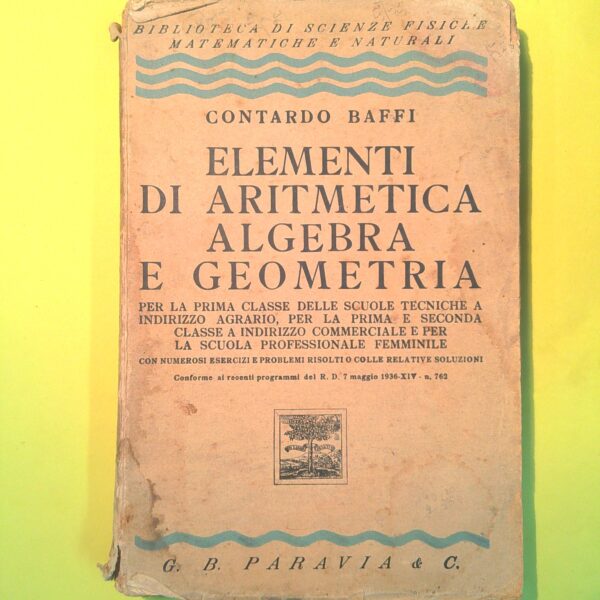 BIBLIOTECA DI SCIENZE FISICHE
MATEMATICHE E NATURALI
CONTARDO BAFFI
ELEMENTI
DI ARITMETICA
ALGEBRA
E GEOMETRIA
PER LA PRIMA CLASSE DELLE SCUOLE TECNICHE A
INDIRIZZO AGRARIO, PER LA PRIMA E SECONDA
CLASSE A INDIRIZZO COMMERCIALE E PER
LA SCUOLA PROFESSIONALE FEMMINILE
CON NUMEROSI ESERCIZI E PROBLEMI RISOLTI O COLLE RELATIVE SOLUZIONI
Conforme ai recenti programmi del R. D. 7 maggio 1936-XIV - n. 762
G. B. PARAVIA & C.